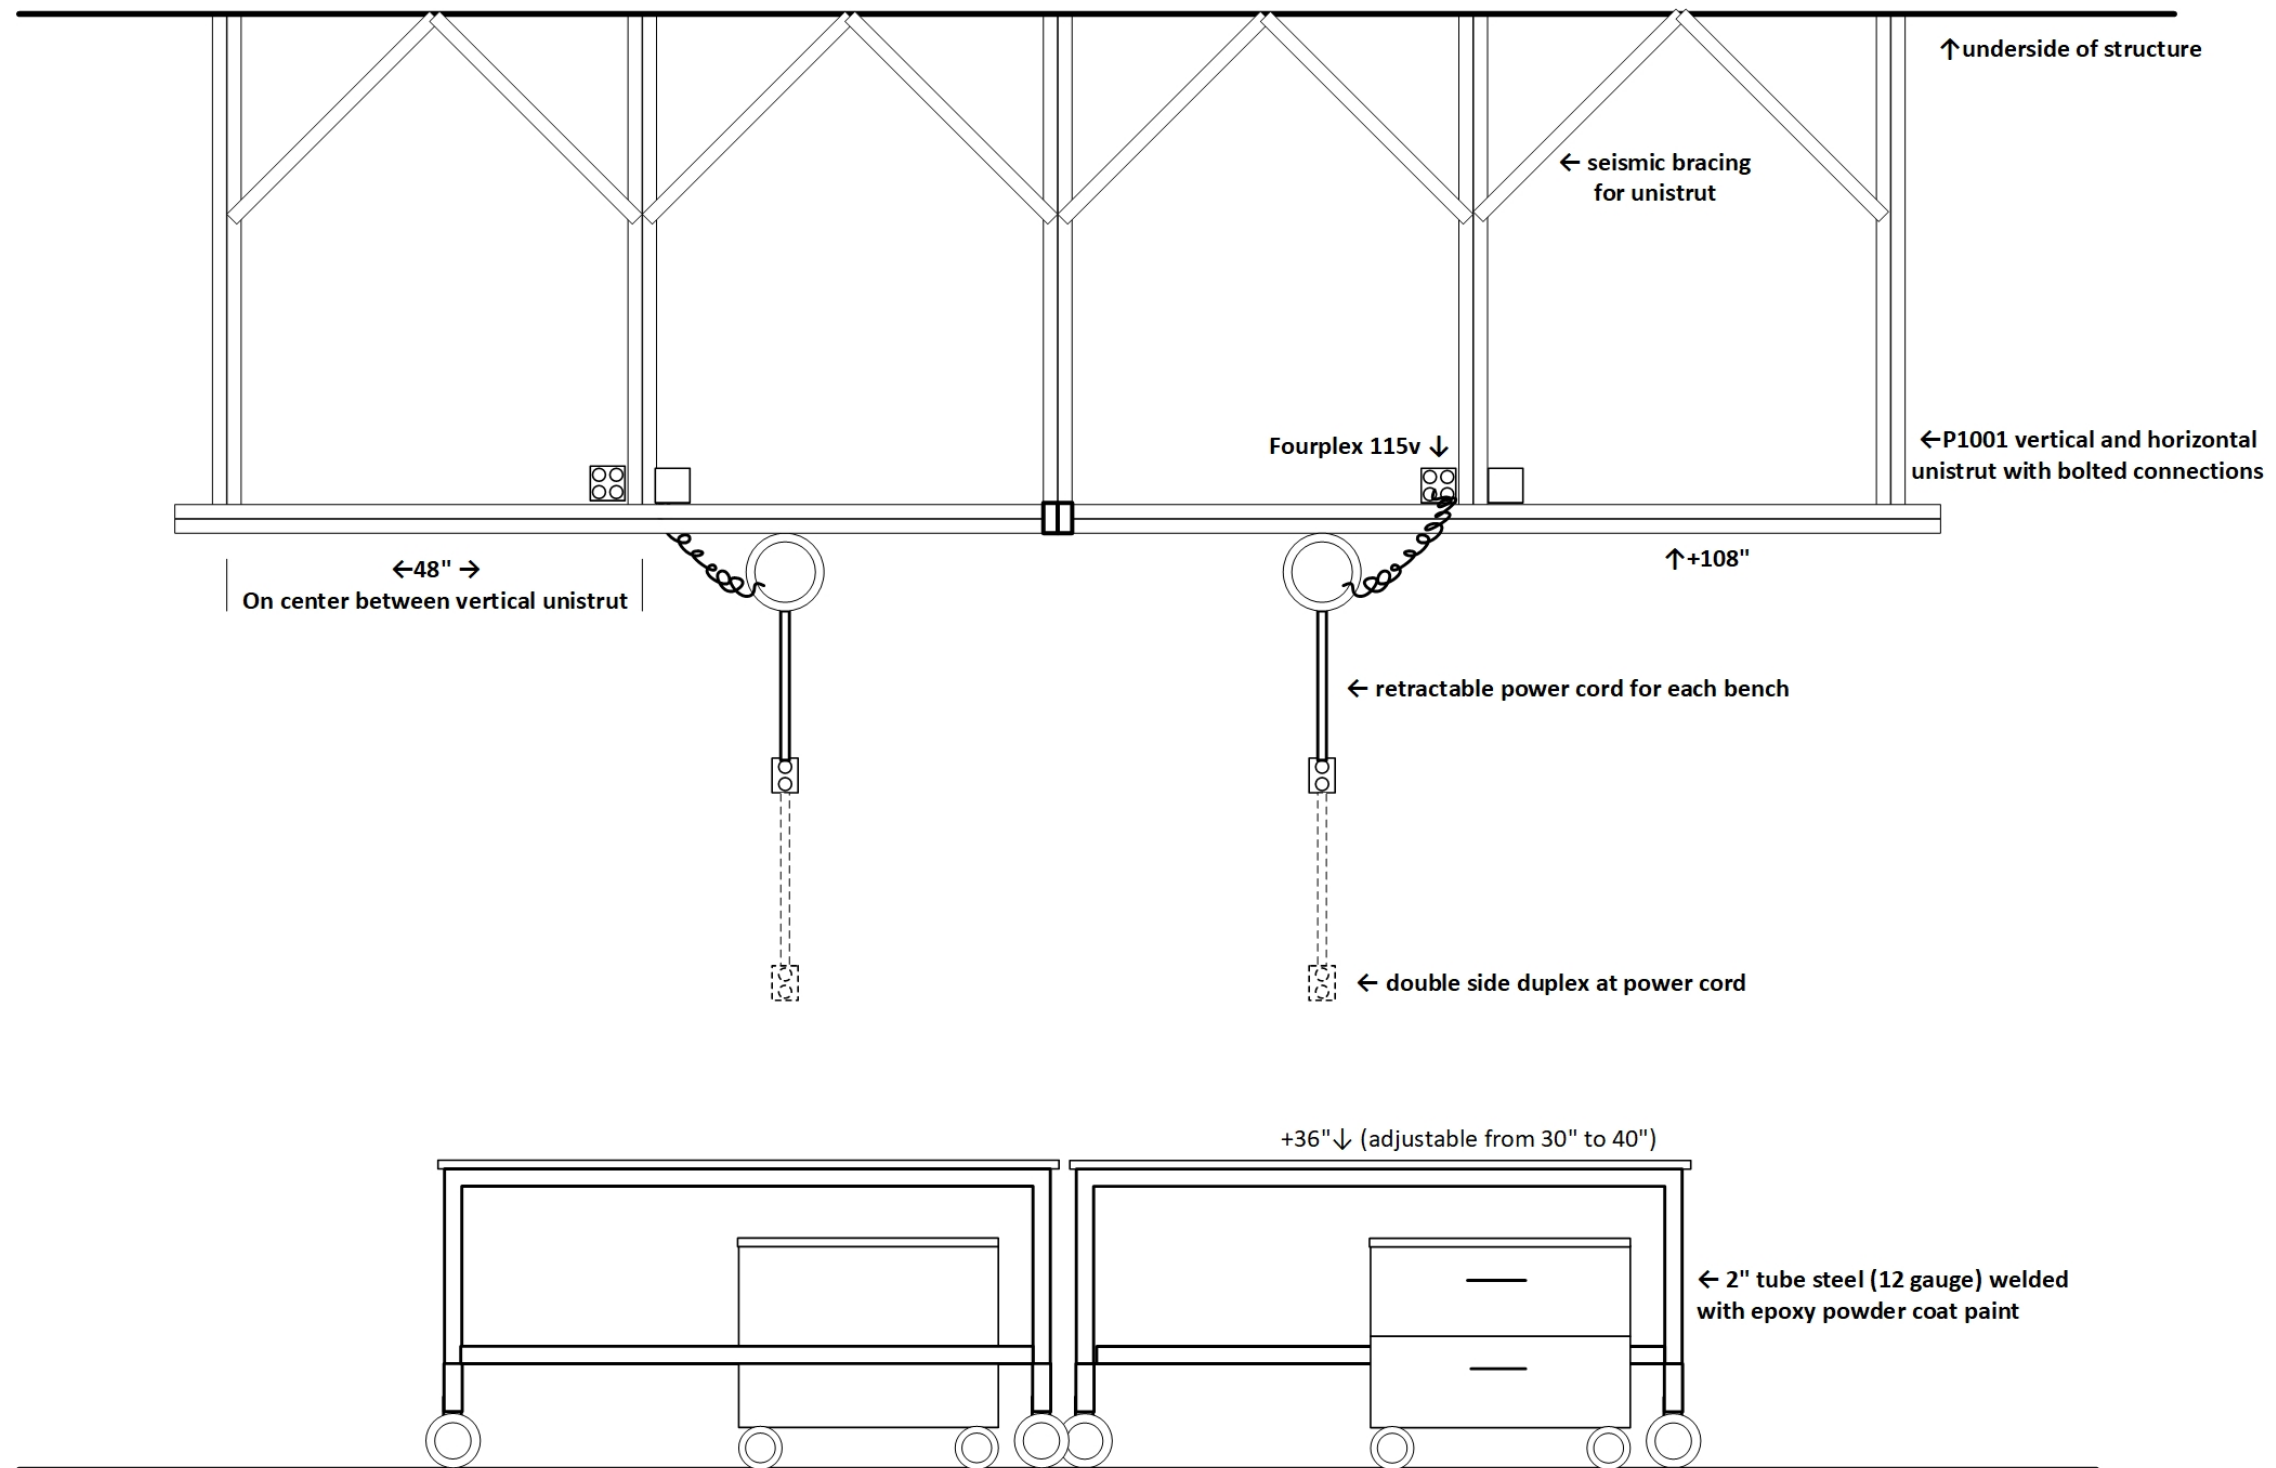 ↑underside of structure
← seismic bracing
for unistrut
Fourplex 115v ↓
←P1001 vertical and horizontal
unistrut with bolted connections
←48" →
On center between vertical unistrut
↑+108"
← retractable power cord for each bench
← double side duplex at power cord
+36"↓ (adjustable from 30" to 40")
← 2" tube steel (12 gauge) welded
with epoxy powder coat paint